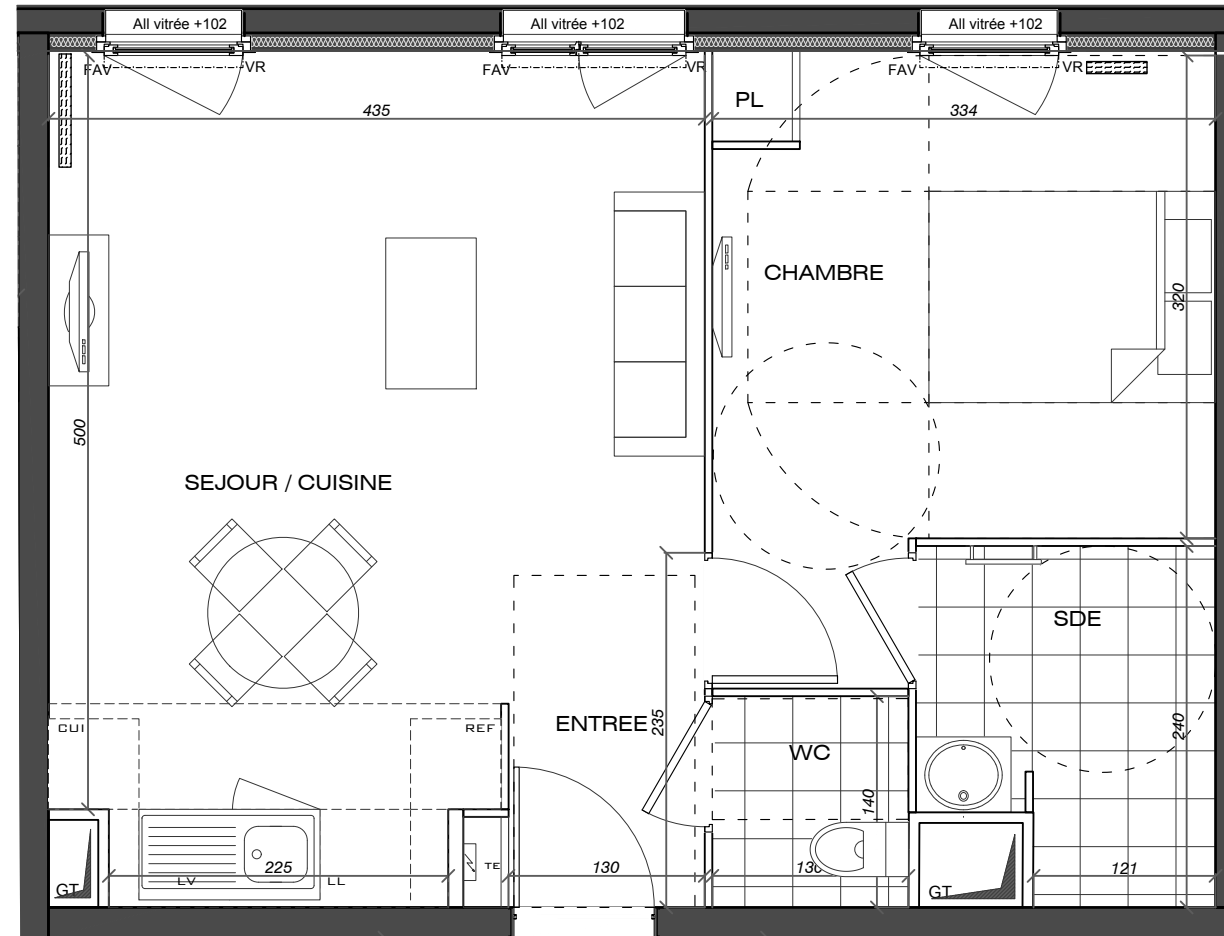 All vitrée +102
All vitrée +102
All vitrée +102
FAV
VR
FAV
VR
FAV
VR
PL
435
334
CHAMBRE
320
500
SEJOUR / CUISINE
SDE
CUI
REF
ENTREE
235
WC
240
140
GT
LV
225
LL
TE
130
130
GT
121